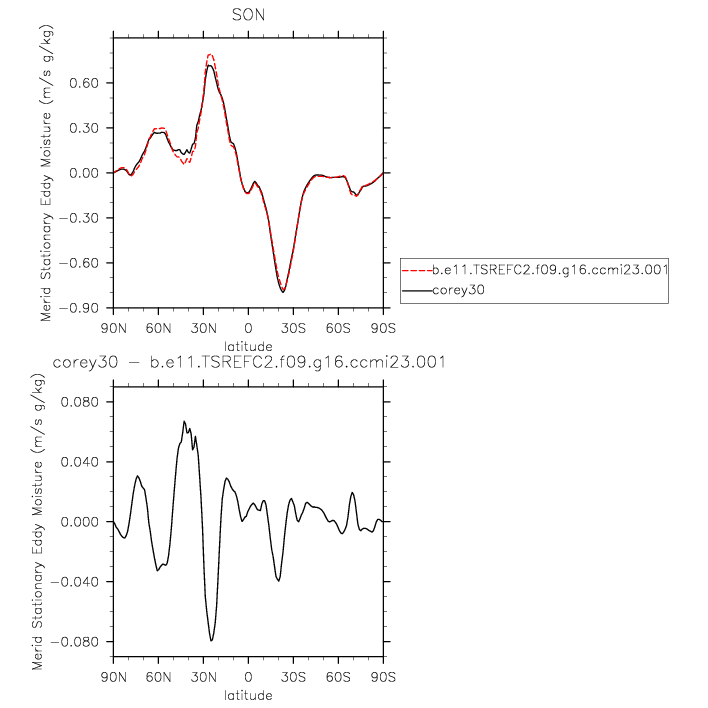 SON
Merid Stationary Eddy Moisture (m/s g/kg)
0.60
0.30
0.00
−0.30
−0.60
−0.90
90N 60N 30N 0 30S 60S 90S
latitude
b.e11.TSREFC2.f09.g16.ccmi23.001
corey30
corey30 − b.e11.TSREFC2.f09.g16.ccmi23.001
Merid Stationary Eddy Moisture (m/s g/kg)
0.080
0.040
0.000
−0.040
−0.080
90N 60N 30N 0 30S 60S 90S
latitude